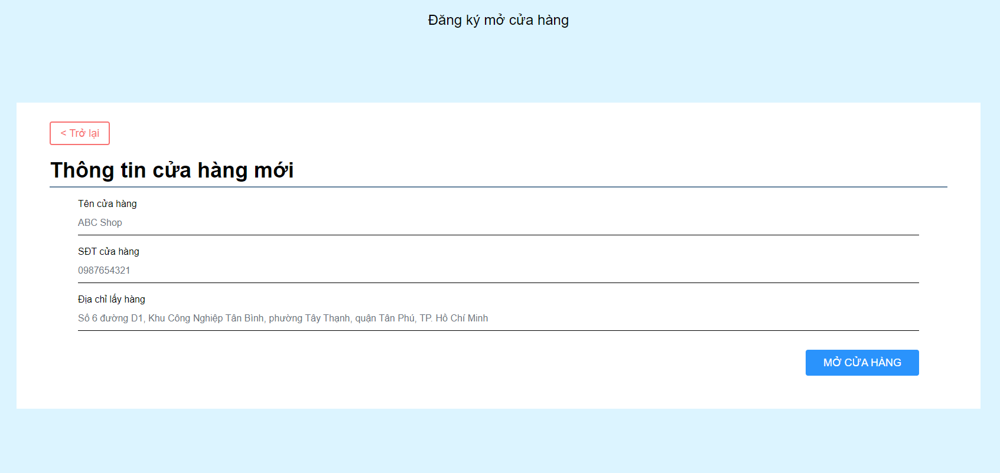 Đăng ký mở cửa hàng
< Trở lại
Thông tin cửa hàng mới
Tên cửa hàng
ABC Shop
SĐT cửa hàng
0987654321
Địa chỉ lấy hàng
Số 6 đường D1, Khu Công Nghiệp Tân Bình, phường Tây Thạnh, quận Tân Phú, TP. Hồ Chí Minh
MỞ CỬA HÀNG